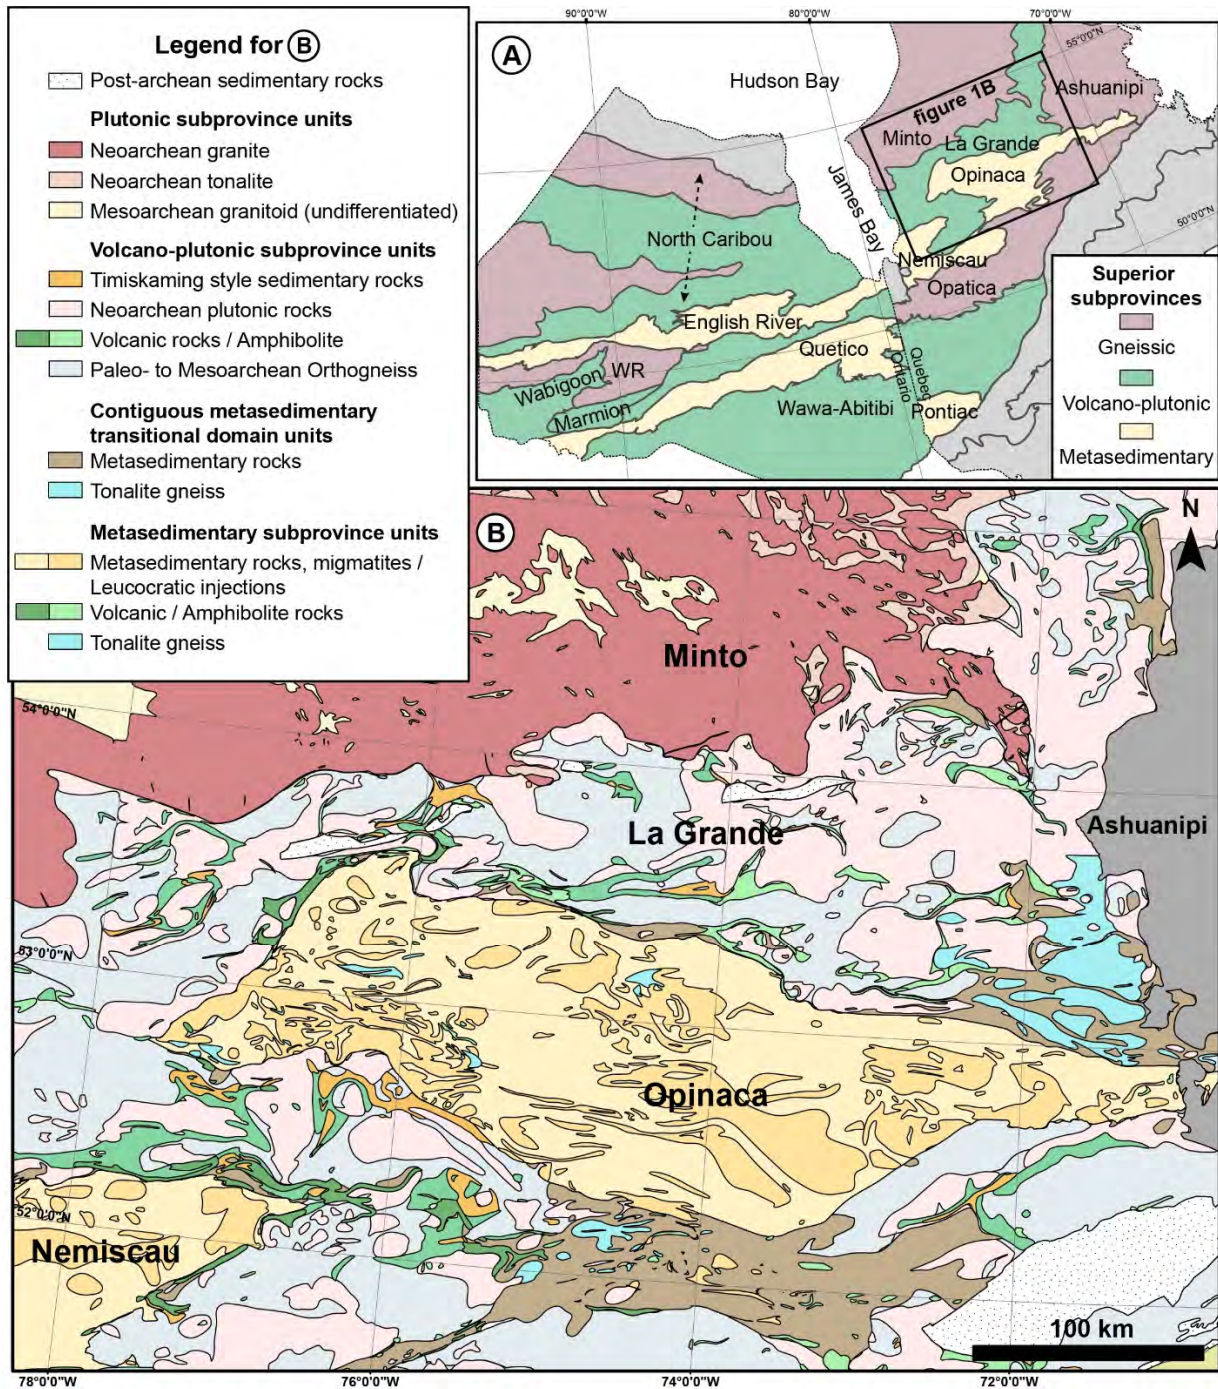 Legend for B
Post-archean sedimentary rocks
Plutonic subprovince units
Neoarchean granite
Neoarchean tonalite
Mesoarchean granitoid (undifferentiated)
Volcano-plutonic subprovince units
Timiskaming style sedimentary rocks
Neoarchean plutonic rocks
Volcanic rocks / Amphibolite
Paleo- to Mesoarchean Orthogneiss
Contiguous metasedimentary
transitional domain units
Metasedimentary rocks
Tonalite gneiss
Metasedimentary subprovince units
Metasedimentary rocks, migmatites /
Leucocratic injections
Volcanic / Amphibolite rocks
Tonalite gneiss
90°0'0"W
80°0'0"W
70°0'0"W
A
55°0'0"N
Hudson Bay
figure 1B
Ashuanipi
Minto
La Grande
Opinaca
James Bay
50°0'0"N
North Caribou
Nemiscau
Opatica
English River
Quetico
WR
Wabigoon
Marmion
Quebec
Ontario
Wawa-Abitibi
Pontiac
Superior
subprovinces
Gneissic
Volcano-plutonic
Metasedimentary
B
N
Minto
54°0'0"N
La Grande
Ashuanipi
53°0'0"N
Opinaca
52°0'0"N
Nemiscau
100 km
78°0'0"W
76°0'0"W
74°0'0"W
72°0'0"W